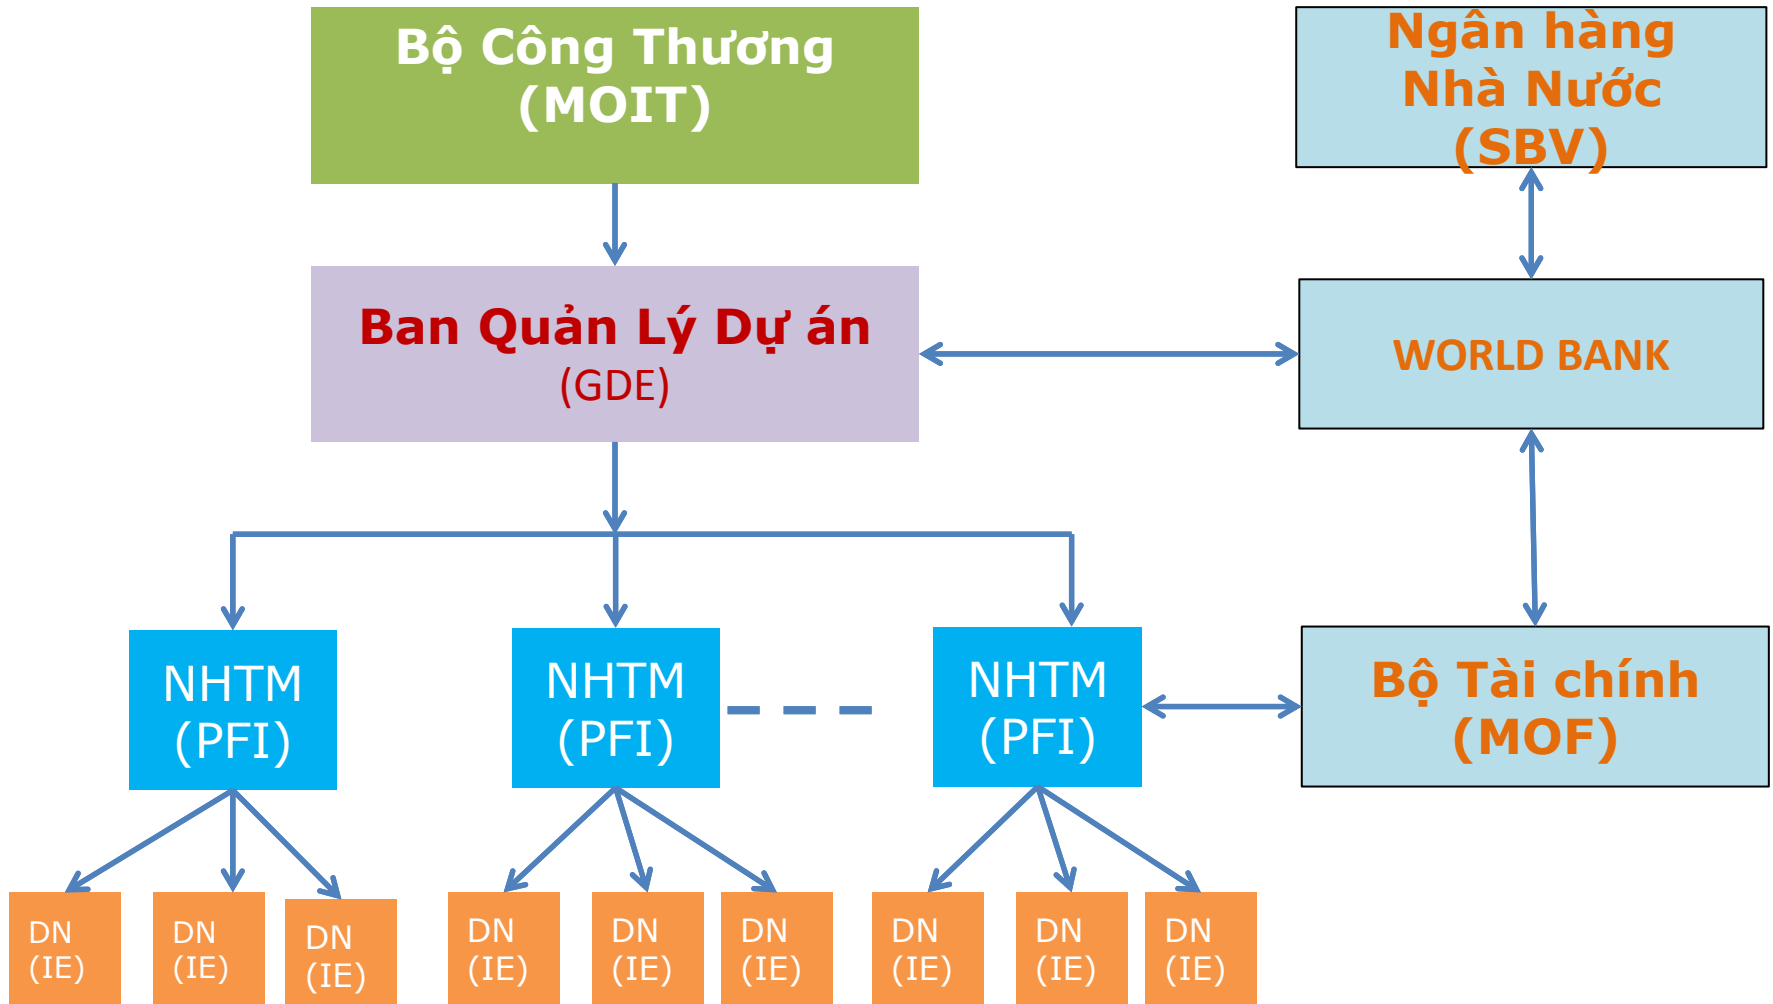 Bộ Công Thương
(MOIT)
Ngân hàng
Nhà Nước
(SBV)
Ban Quản Lý Dự án
(GDE)
WORLD BANK
NHTM
(PFI)
NHTM
(PFI)
NHTM
(PFI)
Bộ Tài chính
(MOF)
DN
(IE)
DN
(IE)
DN
(IE)
DN
(IE)
DN
(IE)
DN
(IE)
DN
(IE)
DN
(IE)
DN
(IE)